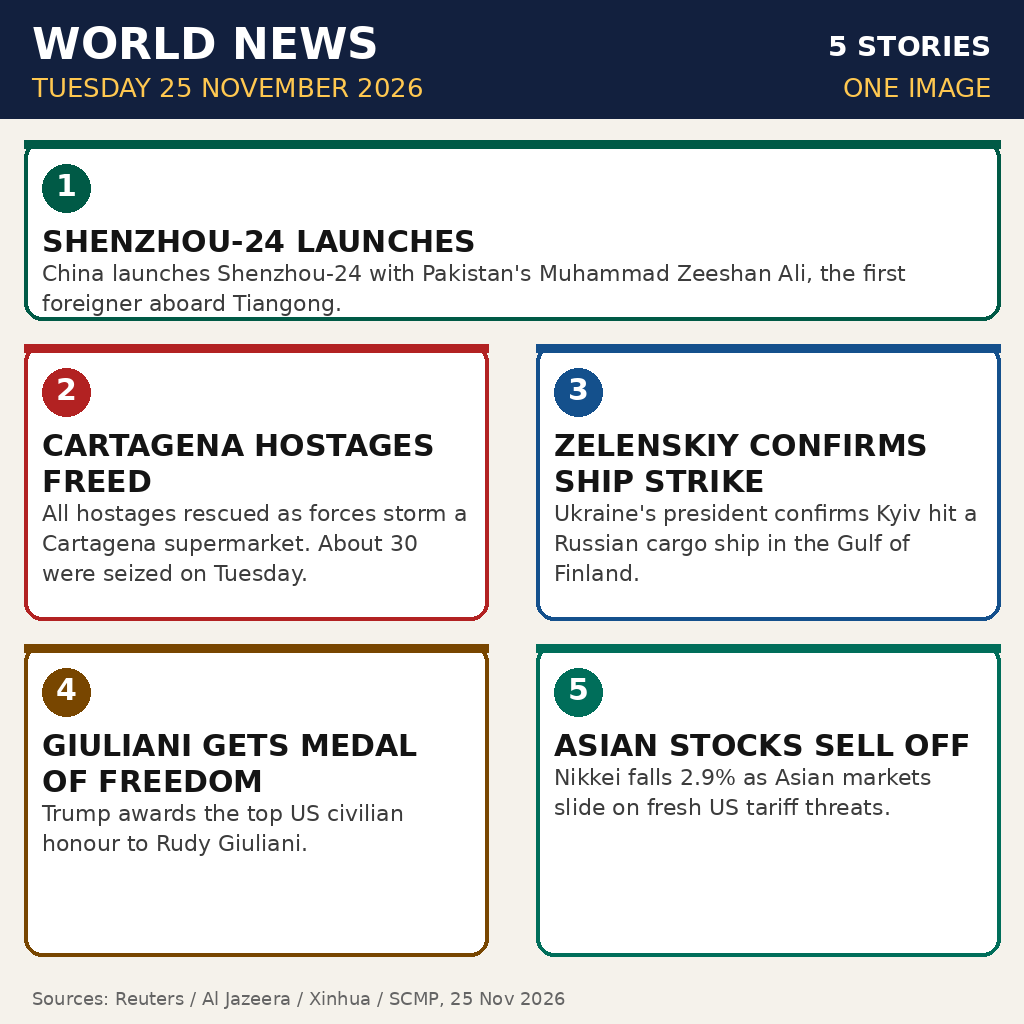 WORLD NEWS
5 STORIES
TUESDAY 25 NOVEMBER 2026
ONE IMAGE
1
SHENZHOU-24 LAUNCHES
China launches Shenzhou-24 with Pakistan's Muhammad Zeeshan Ali, the first
foreigner aboard Tiangong.
2
CARTAGENA HOSTAGES
FREED
All hostages rescued as forces storm a
Cartagena supermarket. About 30
were seized on Tuesday.
3
ZELENSKIY CONFIRMS
SHIP STRIKE
Ukraine's president confirms Kyiv hit a
Russian cargo ship in the Gulf of
Finland.
4
GIULIANI GETS MEDAL
OF FREEDOM
Trump awards the top US civilian
honour to Rudy Giuliani.
5
ASIAN STOCKS SELL OFF
Nikkei falls 2.9% as Asian markets
slide on fresh US tariff threats.
Sources: Reuters / Al Jazeera / Xinhua / SCMP, 25 Nov 2026